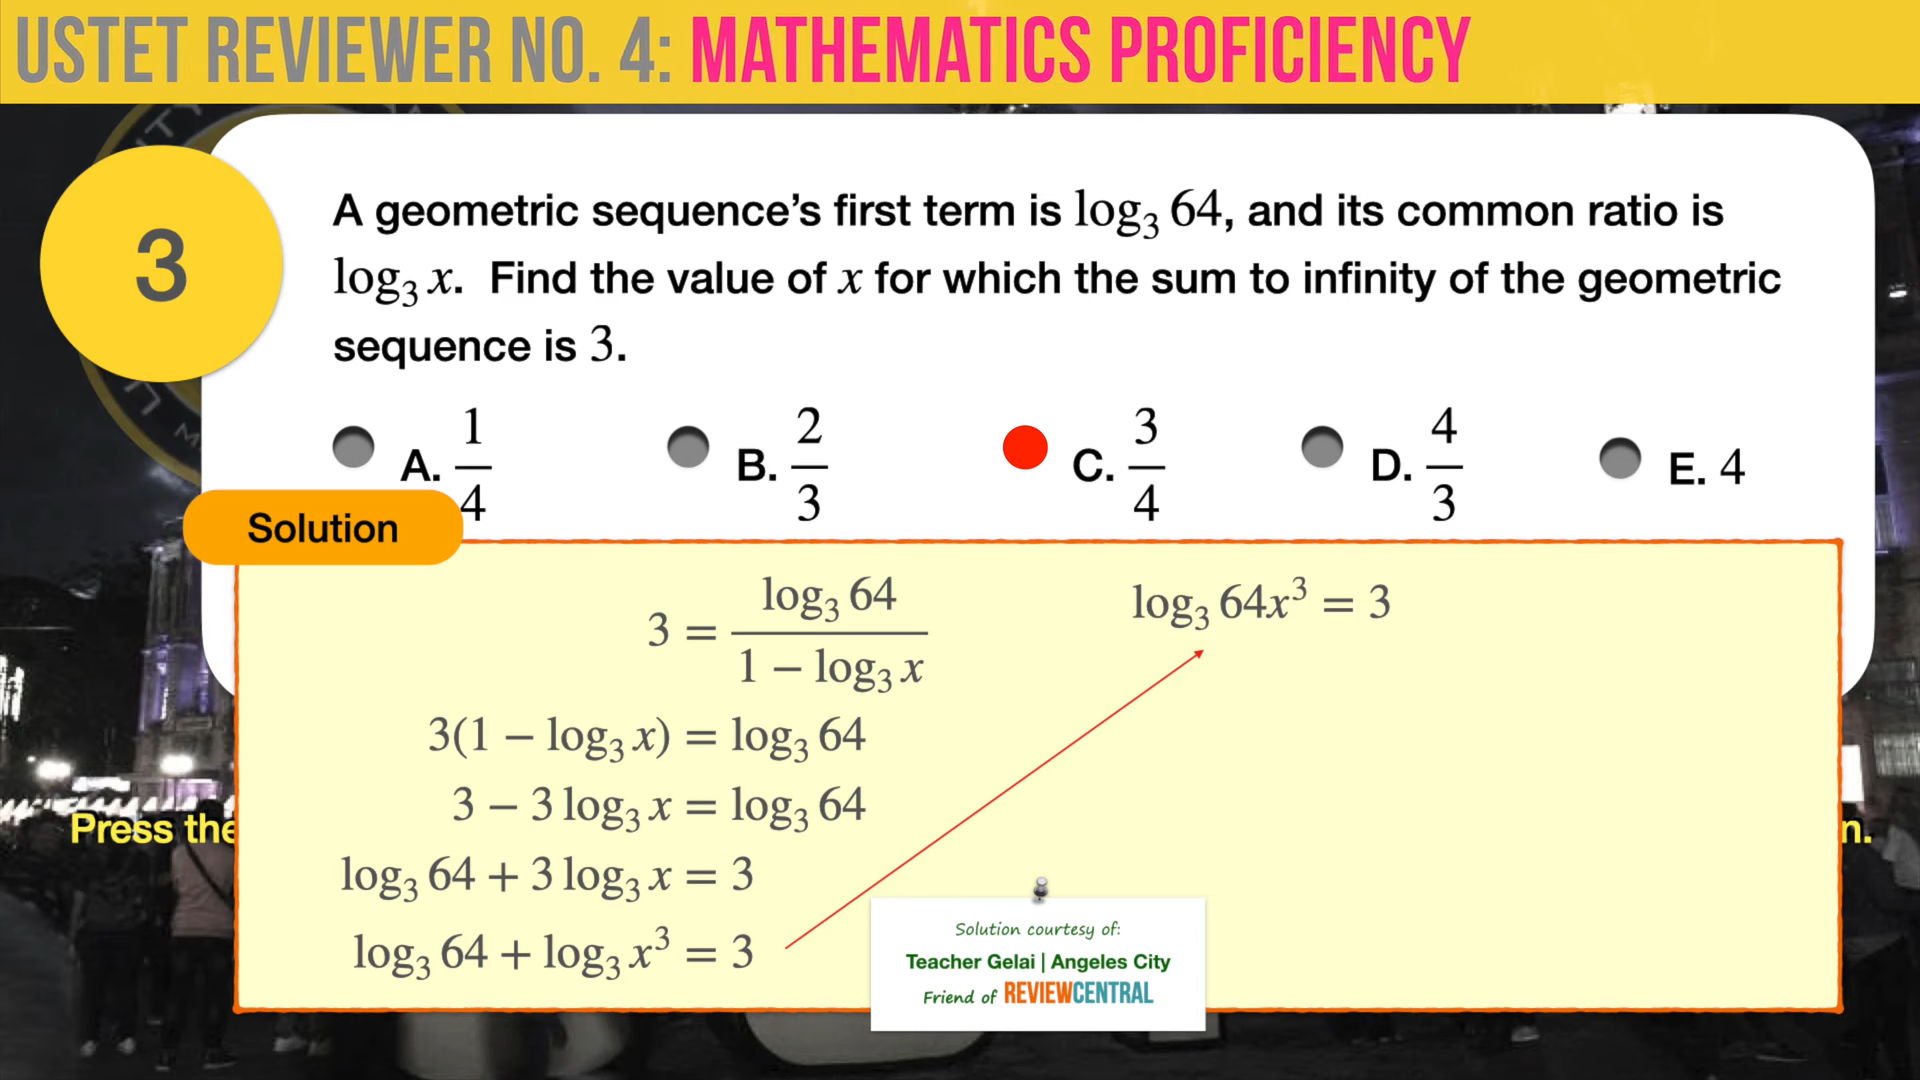 USTET REVIEWER NO. 4: MATHEMATICS PROFICIENCY
3
A geometric sequence's first term is log₃ 64, and its common ratio is
log₃ x. Find the value of x for which the sum to infinity of the geometric
sequence is 3.
A. 1/4 B. 2/3 C. 3/4 D. 4/3 E. 4
Solution
3 = log₃ 64 / (1 − log₃ x)
3(1 − log₃ x) = log₃ 64
3 − 3 log₃ x = log₃ 64
log₃ 64 + 3 log₃ x = 3
log₃ 64 + log₃ x³ = 3
log₃ 64x³ = 3
Press the
n.
Solution courtesy of:
Teacher Gelai | Angeles City
Friend of REVIEWCENTRAL